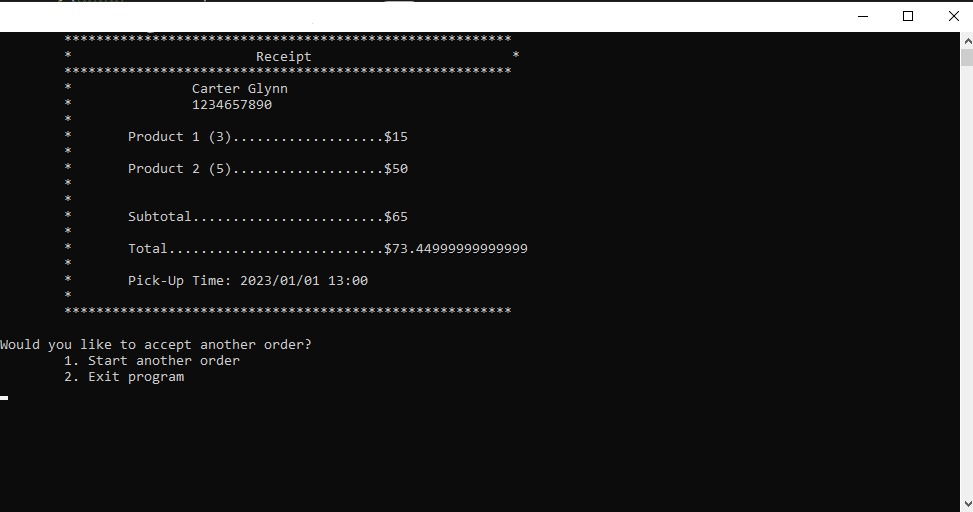 ********************************************************
* Receipt *
********************************************************
* Carter Glynn
* 1234657890
*
* Product 1 (3)...................$15
*
* Product 2 (5)...................$50
*
*
* Subtotal........................$65
*
* Total...........................$73.44999999999999
*
* Pick-Up Time: 2023/01/01 13:00
*
********************************************************
Would you like to accept another order?
1. Start another order
2. Exit program